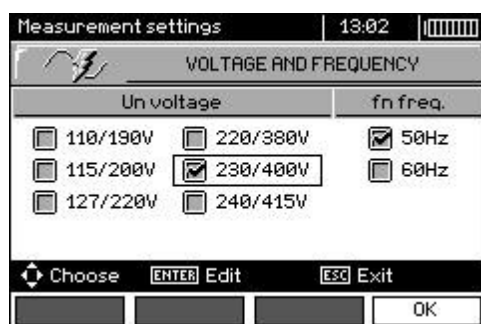 Measurement settings 13:02
VOLTAGE AND FREQUENCY
Un voltage fn freq.
110/190V 220/380V 50Hz
115/200V 230/400V 60Hz
127/220V 240/415V
Choose ENTER Edit ESC Exit
OK